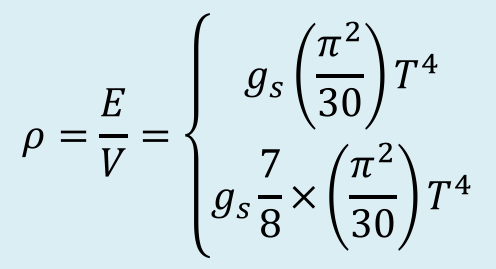 ρ = E/V = { g_s (π²/30) T⁴
g_s 7/8 × (π²/30) T⁴